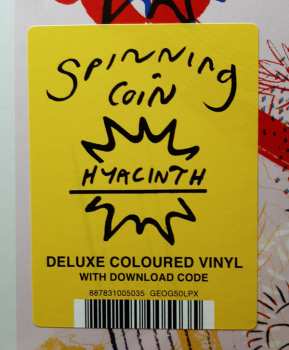 SPINNING
COIN
HYACINTH
DELUXE COLOURED VINYL
WITH DOWNLOAD CODE
887831005035 GEOG50LPX